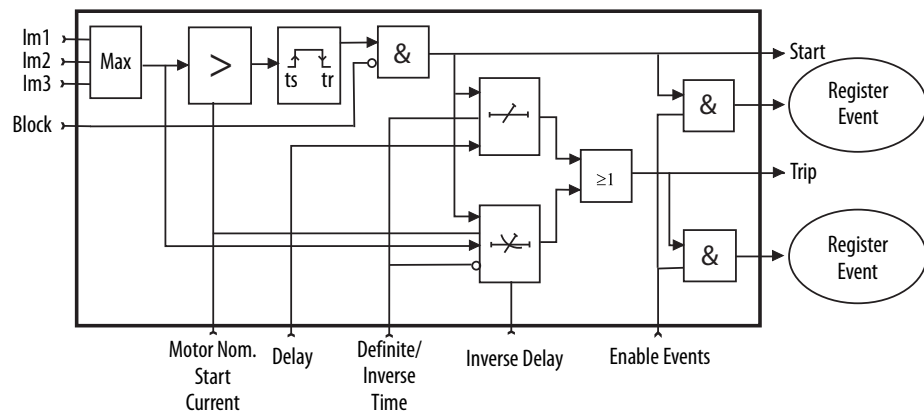 Im1
Im2
Im3
Block
Max
>
ts tr
&
Start
&
Register
Event
≥1
Trip
&
Register
Event
Motor Nom.
Start
Current
Delay
Definite/
Inverse
Time
Inverse Delay
Enable Events